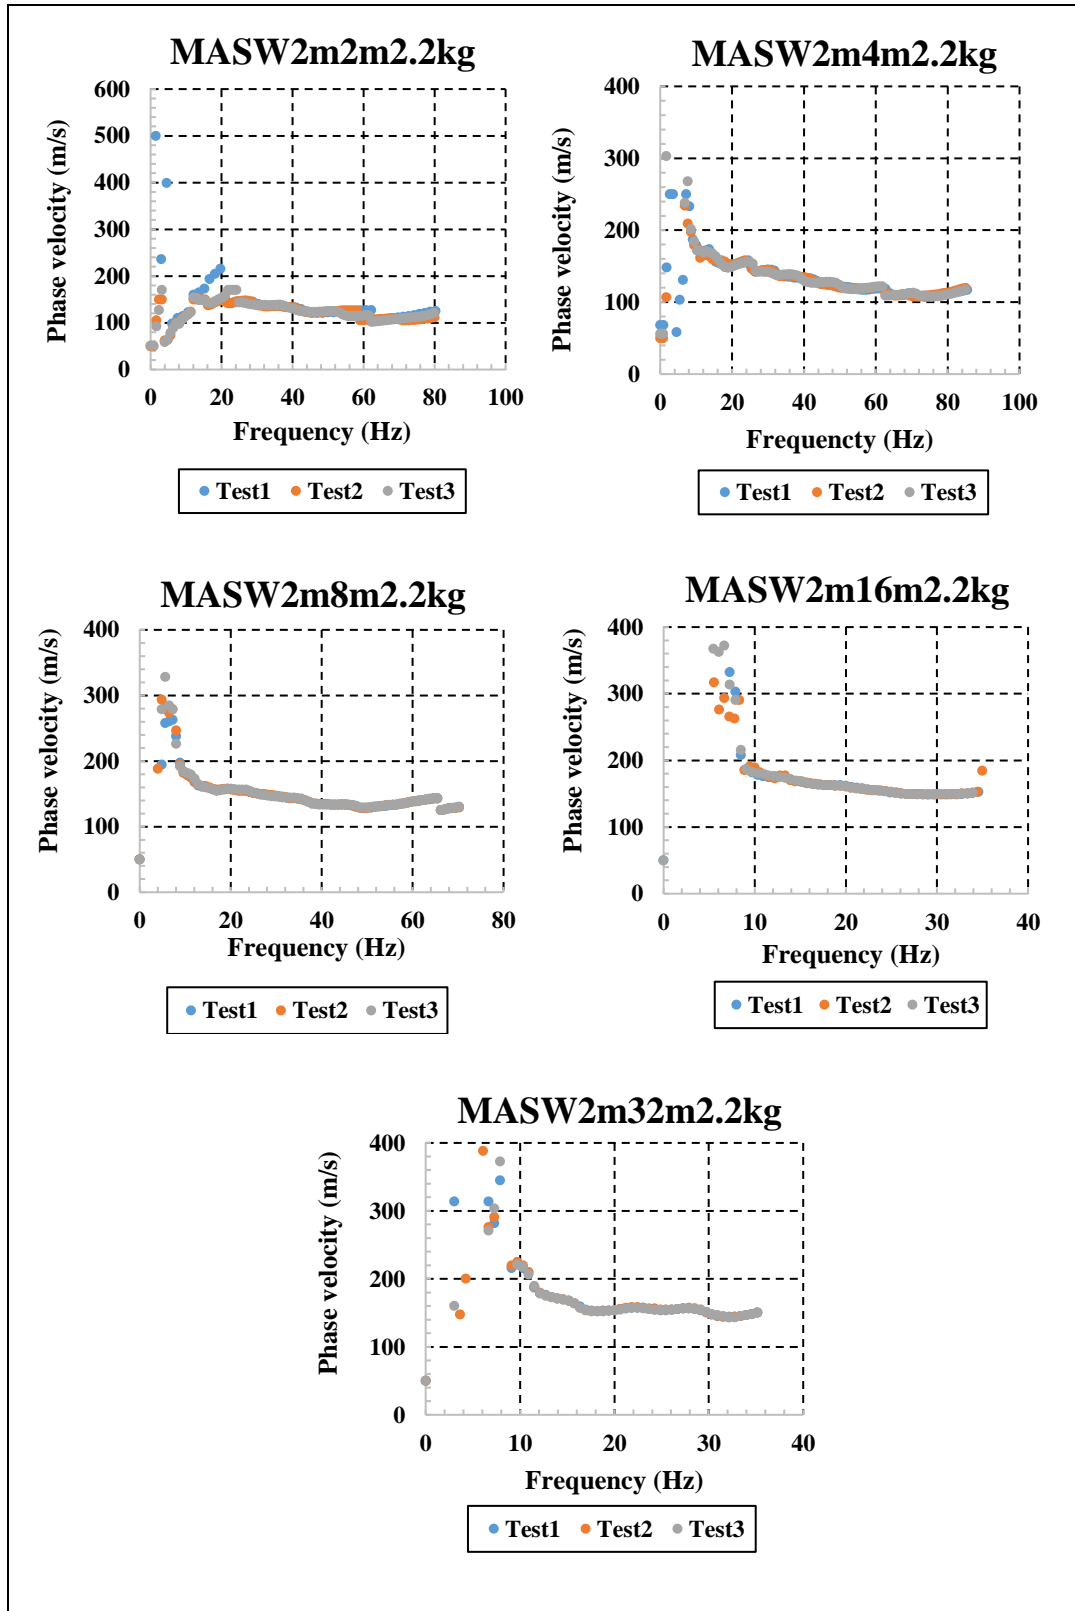 MASW2m2m2.2kg
Phase velocity (m/s)
600
500
400
300
200
100
0
0 20 40 60 80 100
Frequency (Hz)
Test1 Test2 Test3
MASW2m4m2.2kg
Phase velocity (m/s)
400
300
200
100
0
0 20 40 60 80 100
Frequencty (Hz)
Test1 Test2 Test3
MASW2m8m2.2kg
Phase velocity (m/s)
400
300
200
100
0
0 20 40 60 80
Frequency (Hz)
Test1 Test2 Test3
MASW2m16m2.2kg
Phase velocity (m/s)
400
300
200
100
0
0 10 20 30 40
Frequency (Hz)
Test1 Test2 Test3
MASW2m32m2.2kg
Phase velocity (m/s)
400
300
200
100
0
0 10 20 30 40
Frequency (Hz)
Test1 Test2 Test3